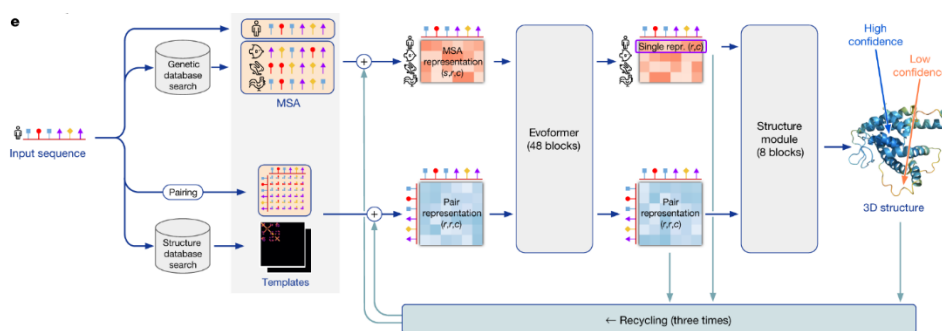 e
Input sequence
Genetic
database
search
Pairing
Structure
database
search
MSA
Templates
MSA
representation
(s,r,c)
Pair
representation
(r,r,c)
Evoformer
(48 blocks)
Single repr. (r,c)
Pair
representation
(r,r,c)
Structure
module
(8 blocks)
High
confidence
Low
confidence
3D structure
← Recycling (three times)